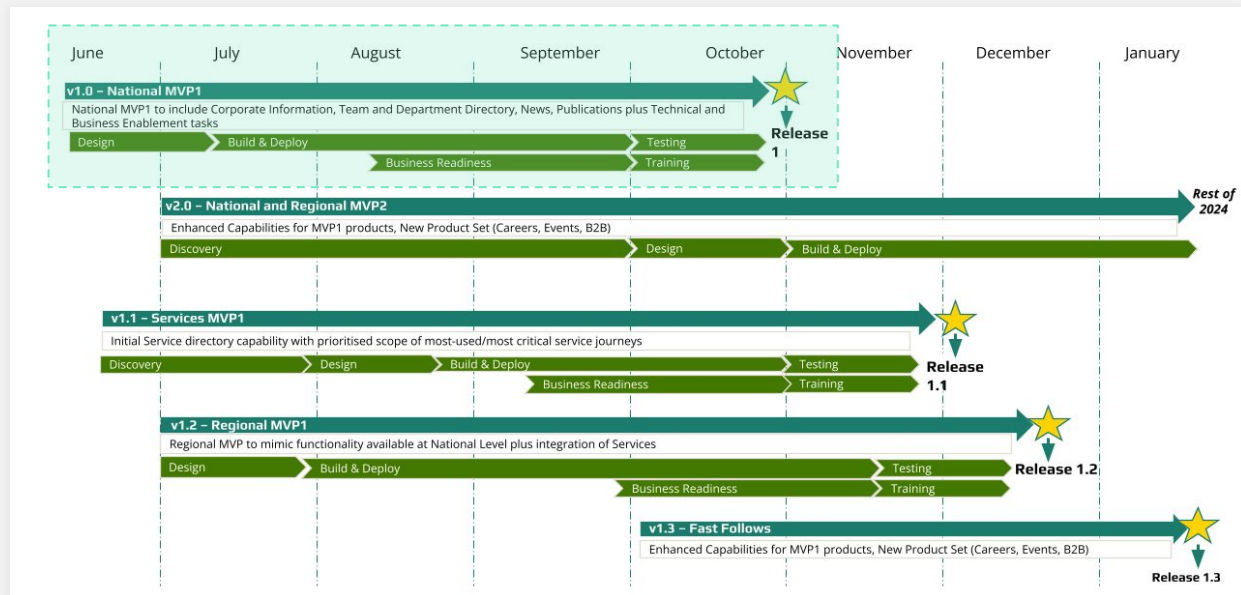 June July August September October November December January
v1.0 – National MVP1
National MVP1 to include Corporate Information, Team and Department Directory, News, Publications plus Technical and
Business Enablement tasks
Release
1
Design Build & Deploy Testing
Business Readiness Training
v2.0 – National and Regional MVP2
Rest of
2024
Enhanced Capabilities for MVP1 products, New Product Set (Careers, Events, B2B)
Discovery Design Build & Deploy
v1.1 – Services MVP1
Initial Service directory capability with prioritised scope of most-used/most critical service journeys
Discovery Design Build & Deploy Testing
Release
1.1
Business Readiness Training
v1.2 – Regional MVP1
Regional MVP to mimic functionality available at National Level plus integration of Services
Design Build & Deploy Testing
Release 1.2
Business Readiness Training
v1.3 – Fast Follows
Enhanced Capabilities for MVP1 products, New Product Set (Careers, Events, B2B)
Release 1.3